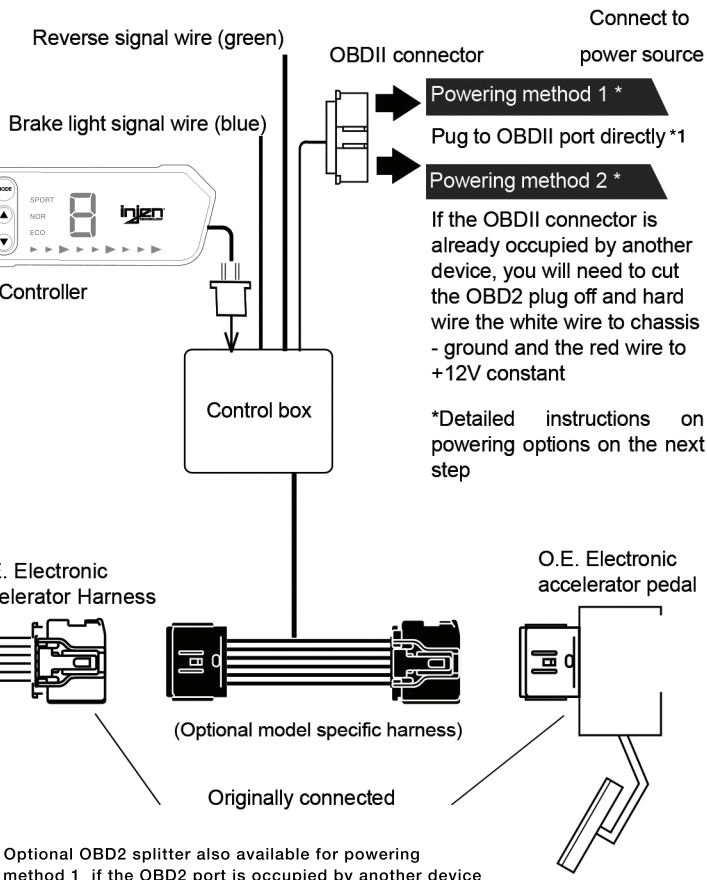 Connect to
power source
Reverse signal wire (green)
OBDII connector
Powering method 1 *
Pug to OBDII port directly *1
Brake light signal wire (blue)
Powering method 2 *
If the OBDII connector is
already occupied by another
device, you will need to cut
the OBD2 plug off and hard
wire the white wire to chassis
- ground and the red wire to
+12V constant
*Detailed instructions on
powering options on the next
step
SPORT
NOR
ECO
injen
TECHNOLOGY
Controller
Control box
Electronic
Harness
O.E. Electronic
accelerator pedal
(Optional model specific harness)
Originally connected
Optional OBD2 splitter also available for powering
method 1 if the OBD2 port is occupied by another device